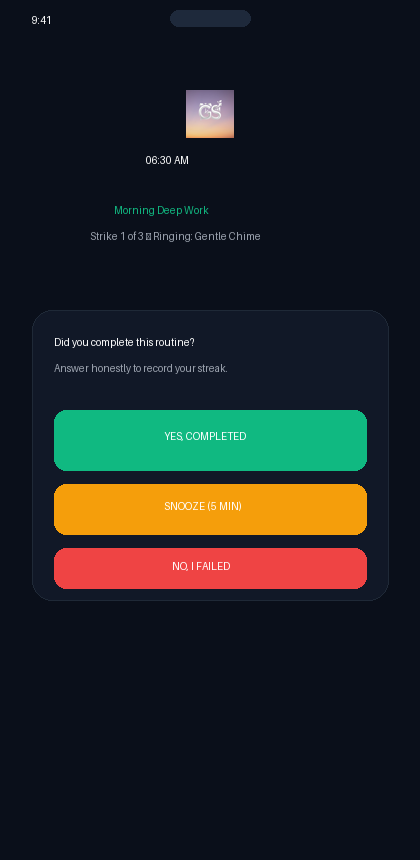 9:41
06:30 AM
Morning Deep Work
Strike 1 of 3 ▯ Ringing: Gentle Chime
Did you complete this routine?
Answer honestly to record your streak.
YES, COMPLETED
SNOOZE (5 MIN)
NO, I FAILED